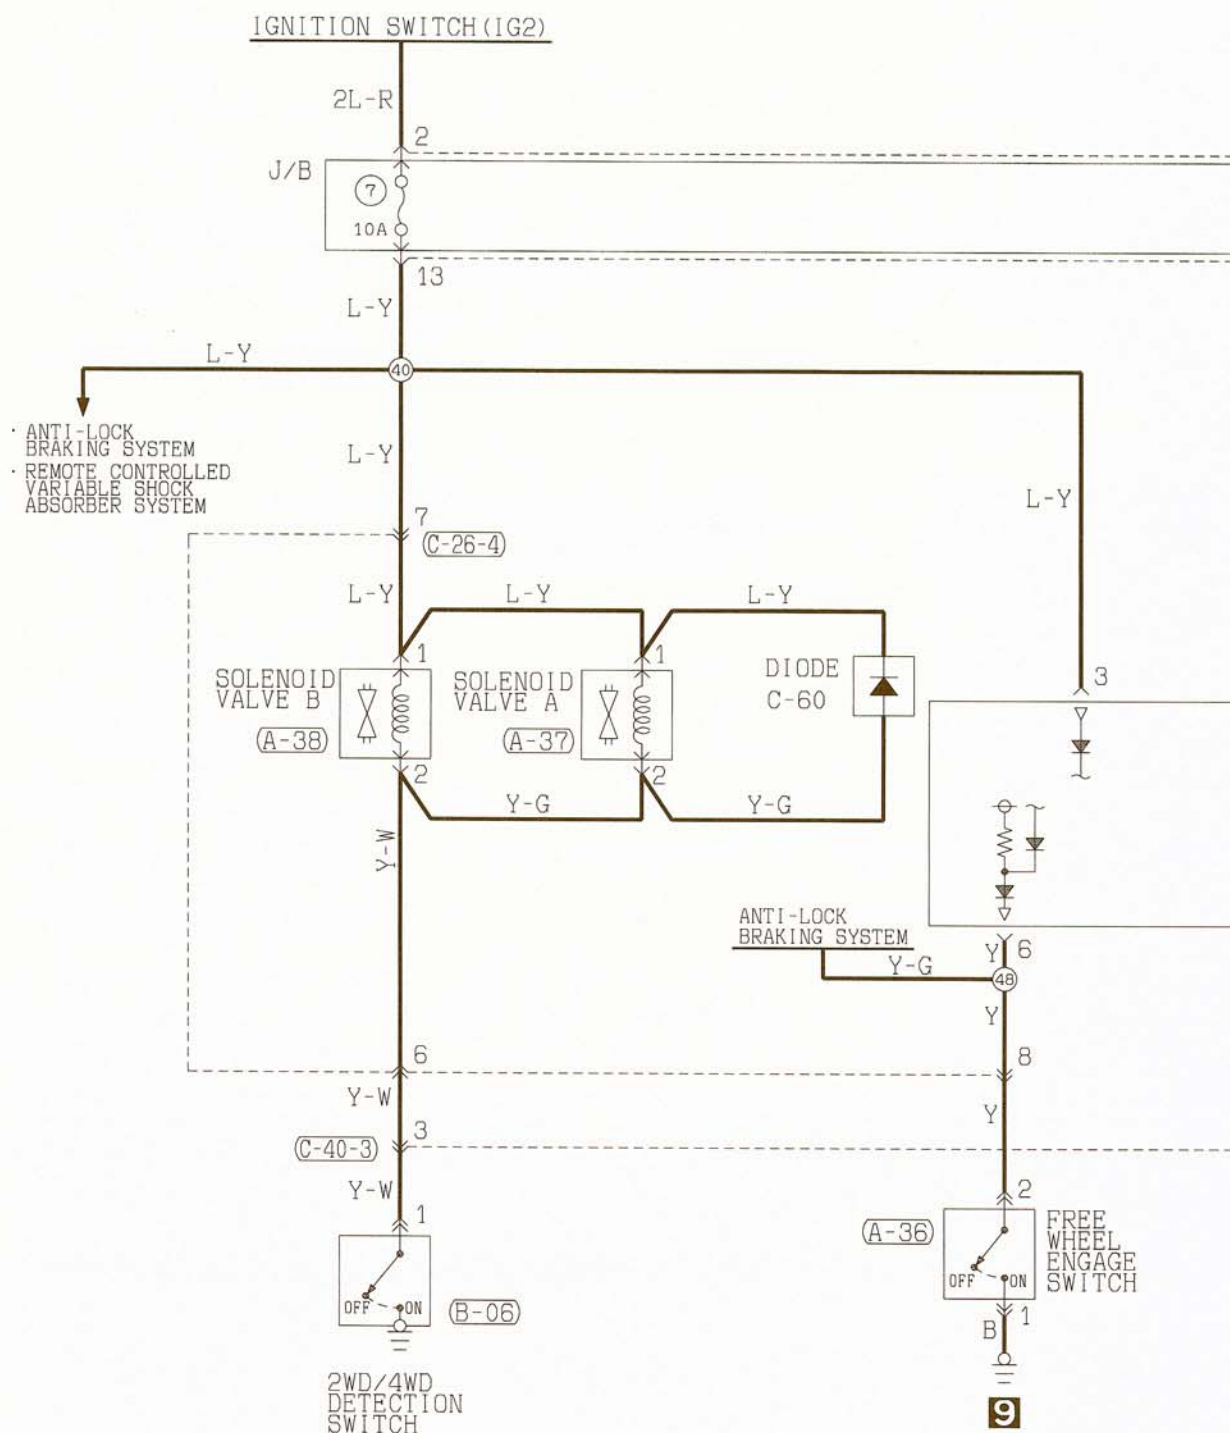 IGNITION SWITCH(IG2)
2L-R
2
J/B
7
10A
13
L-Y
L-Y
40
· ANTI-LOCK
BRAKING SYSTEM
· REMOTE CONTROLLED
VARIABLE SHOCK
ABSORBER SYSTEM
L-Y
L-Y
7
C-26-4
L-Y
L-Y
L-Y
1
1
3
SOLENOID
VALVE B
A-38
SOLENOID
VALVE A
A-37
DIODE
C-60
2
2
Y-G
Y-G
Y-W
ANTI-LOCK
BRAKING SYSTEM
Y
6
Y-G
48
Y
6
8
Y-W
Y
3
C-40-3
Y-W
1
2
A-36
FREE
WHEEL
ENGAGE
SWITCH
OFF
ON
OFF
ON
B-06
B
1
2WD/4WD
DETECTION
SWITCH
9